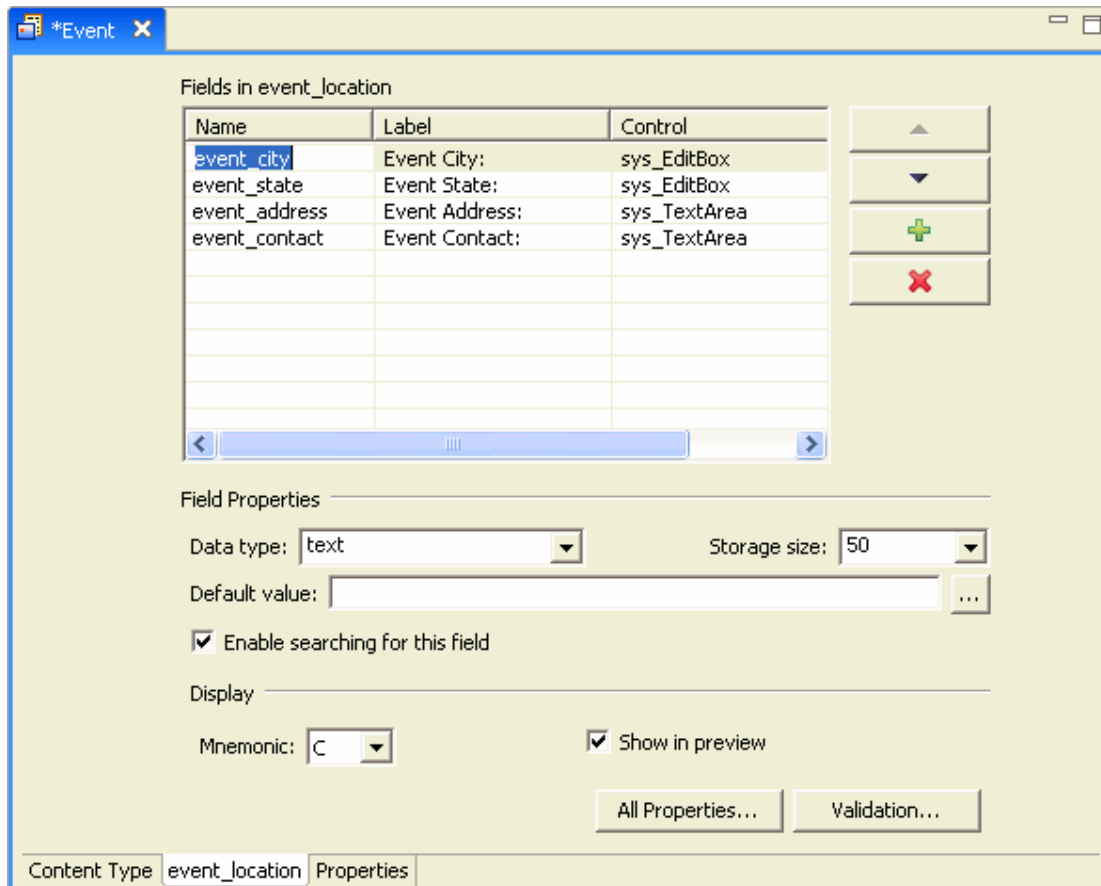 *Event
Fields in event_location
Name Label Control
event_city Event City: sys_EditBox
event_state Event State: sys_EditBox
event_address Event Address: sys_TextArea
event_contact Event Contact: sys_TextArea
Field Properties
Data type: text Storage size: 50
Default value: ...
Enable searching for this field
Display
Mnemonic: C Show in preview
All Properties... Validation...
Content Type event_location Properties